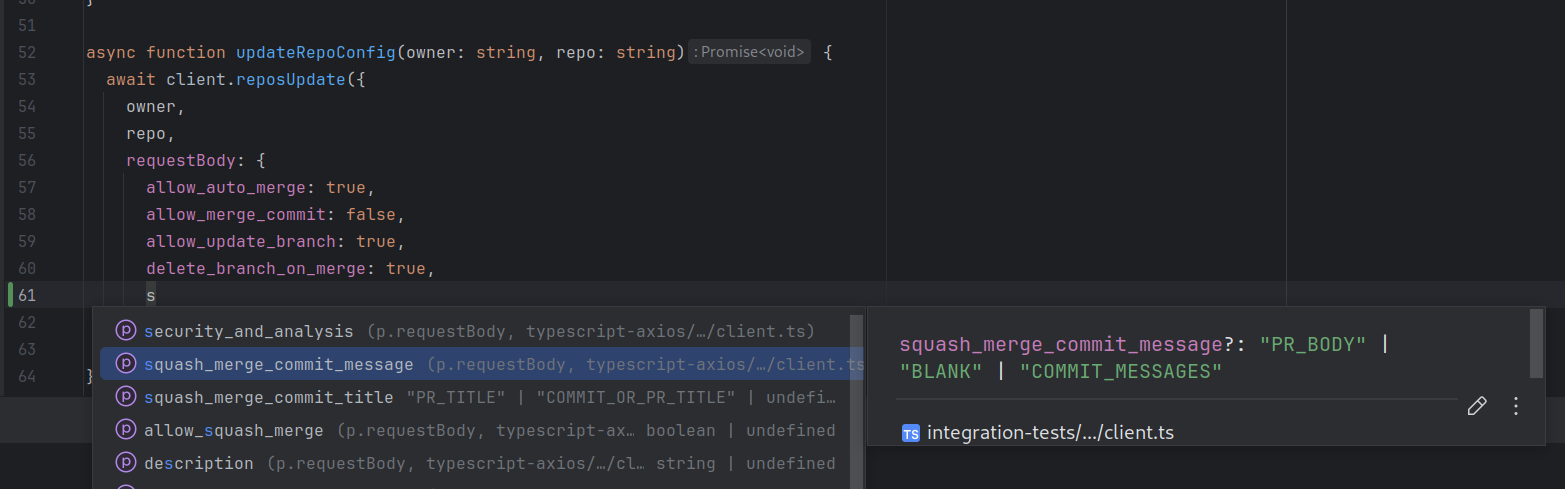 51
52 async function updateRepoConfig(owner: string, repo: string) : Promise<void> {
53 await client.reposUpdate({
54 owner,
55 repo,
56 requestBody: {
57 allow_auto_merge: true,
58 allow_merge_commit: false,
59 allow_update_branch: true,
60 delete_branch_on_merge: true,
61 s
62
63
64 }
security_and_analysis (p.requestBody, typescript-axios/…/client.ts)
squash_merge_commit_message (p.requestBody, typescript-axios/…/client.ts
squash_merge_commit_title "PR_TITLE" | "COMMIT_OR_PR_TITLE" | undefi…
allow_squash_merge (p.requestBody, typescript-ax… boolean | undefined
description (p.requestBody, typescript-axios/…/cl… string | undefined
squash_merge_commit_message?: "PR_BODY" |
"BLANK" | "COMMIT_MESSAGES"
TS integration-tests/.../client.ts